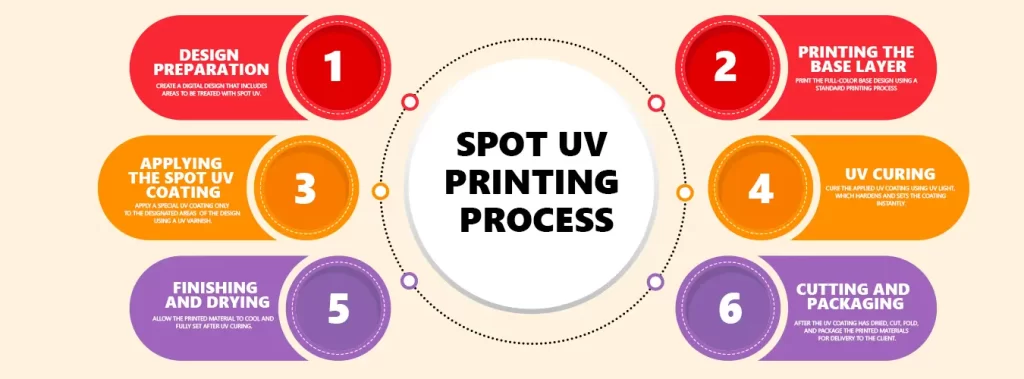 SPOT UV
PRINTING
PROCESS
1
DESIGN
PREPARATION
CREATE A DIGITAL DESIGN THAT INCLUDES
AREAS TO BE TREATED WITH SPOT UV.
2
PRINTING THE
BASE LAYER
PRINT THE FULL-COLOR BASE DESIGN USING A
STANDARD PRINTING PROCESS
3
APPLYING
THE SPOT UV
COATING
APPLY A SPECIAL UV COATING ONLY
TO THE DESIGNATED AREAS OF THE DESIGN
USING A UV VARNISH.
4
UV CURING
CURE THE APPLIED UV COATING USING UV LIGHT,
WHICH HARDENS AND SETS THE COATING
INSTANTLY.
5
FINISHING
AND DRYING
ALLOW THE PRINTED MATERIAL TO COOL AND
FULLY SET AFTER UV CURING.
6
CUTTING AND
PACKAGING
AFTER THE UV COATING HAS DRIED, CUT, FOLD,
AND PACKAGE THE PRINTED MATERIALS
FOR DELIVERY TO THE CLIENT.